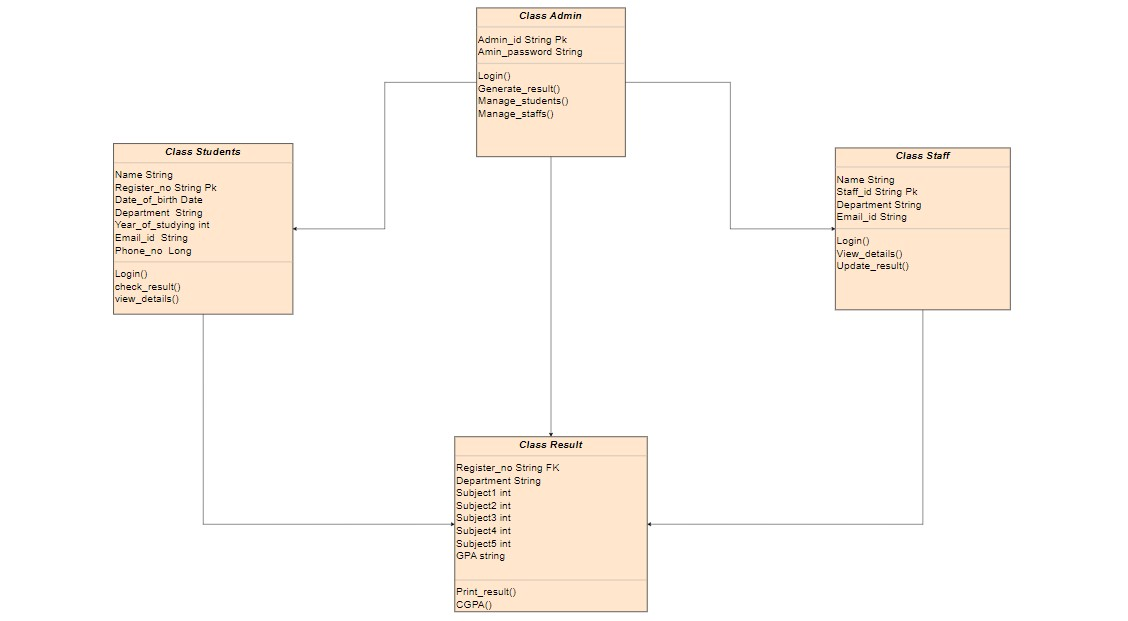 Class Admin
Admin_id String Pk
Amin_password String
Login()
Generate_result()
Manage_students()
Manage_staffs()
Class Students
Name String
Register_no String Pk
Date_of_birth Date
Department  String
Year_of_studying int
Email_id  String
Phone_no  Long
Login()
check_result()
view_details()
Class Staff
Name String
Staff_id String Pk
Department String
Email_id String
Login()
View_details()
Update_result()
Class Result
Register_no String FK
Department String
Subject1 int
Subject2 int
Subject3 int
Subject4 int
Subject5 int
GPA string
Print_result()
CGPA()